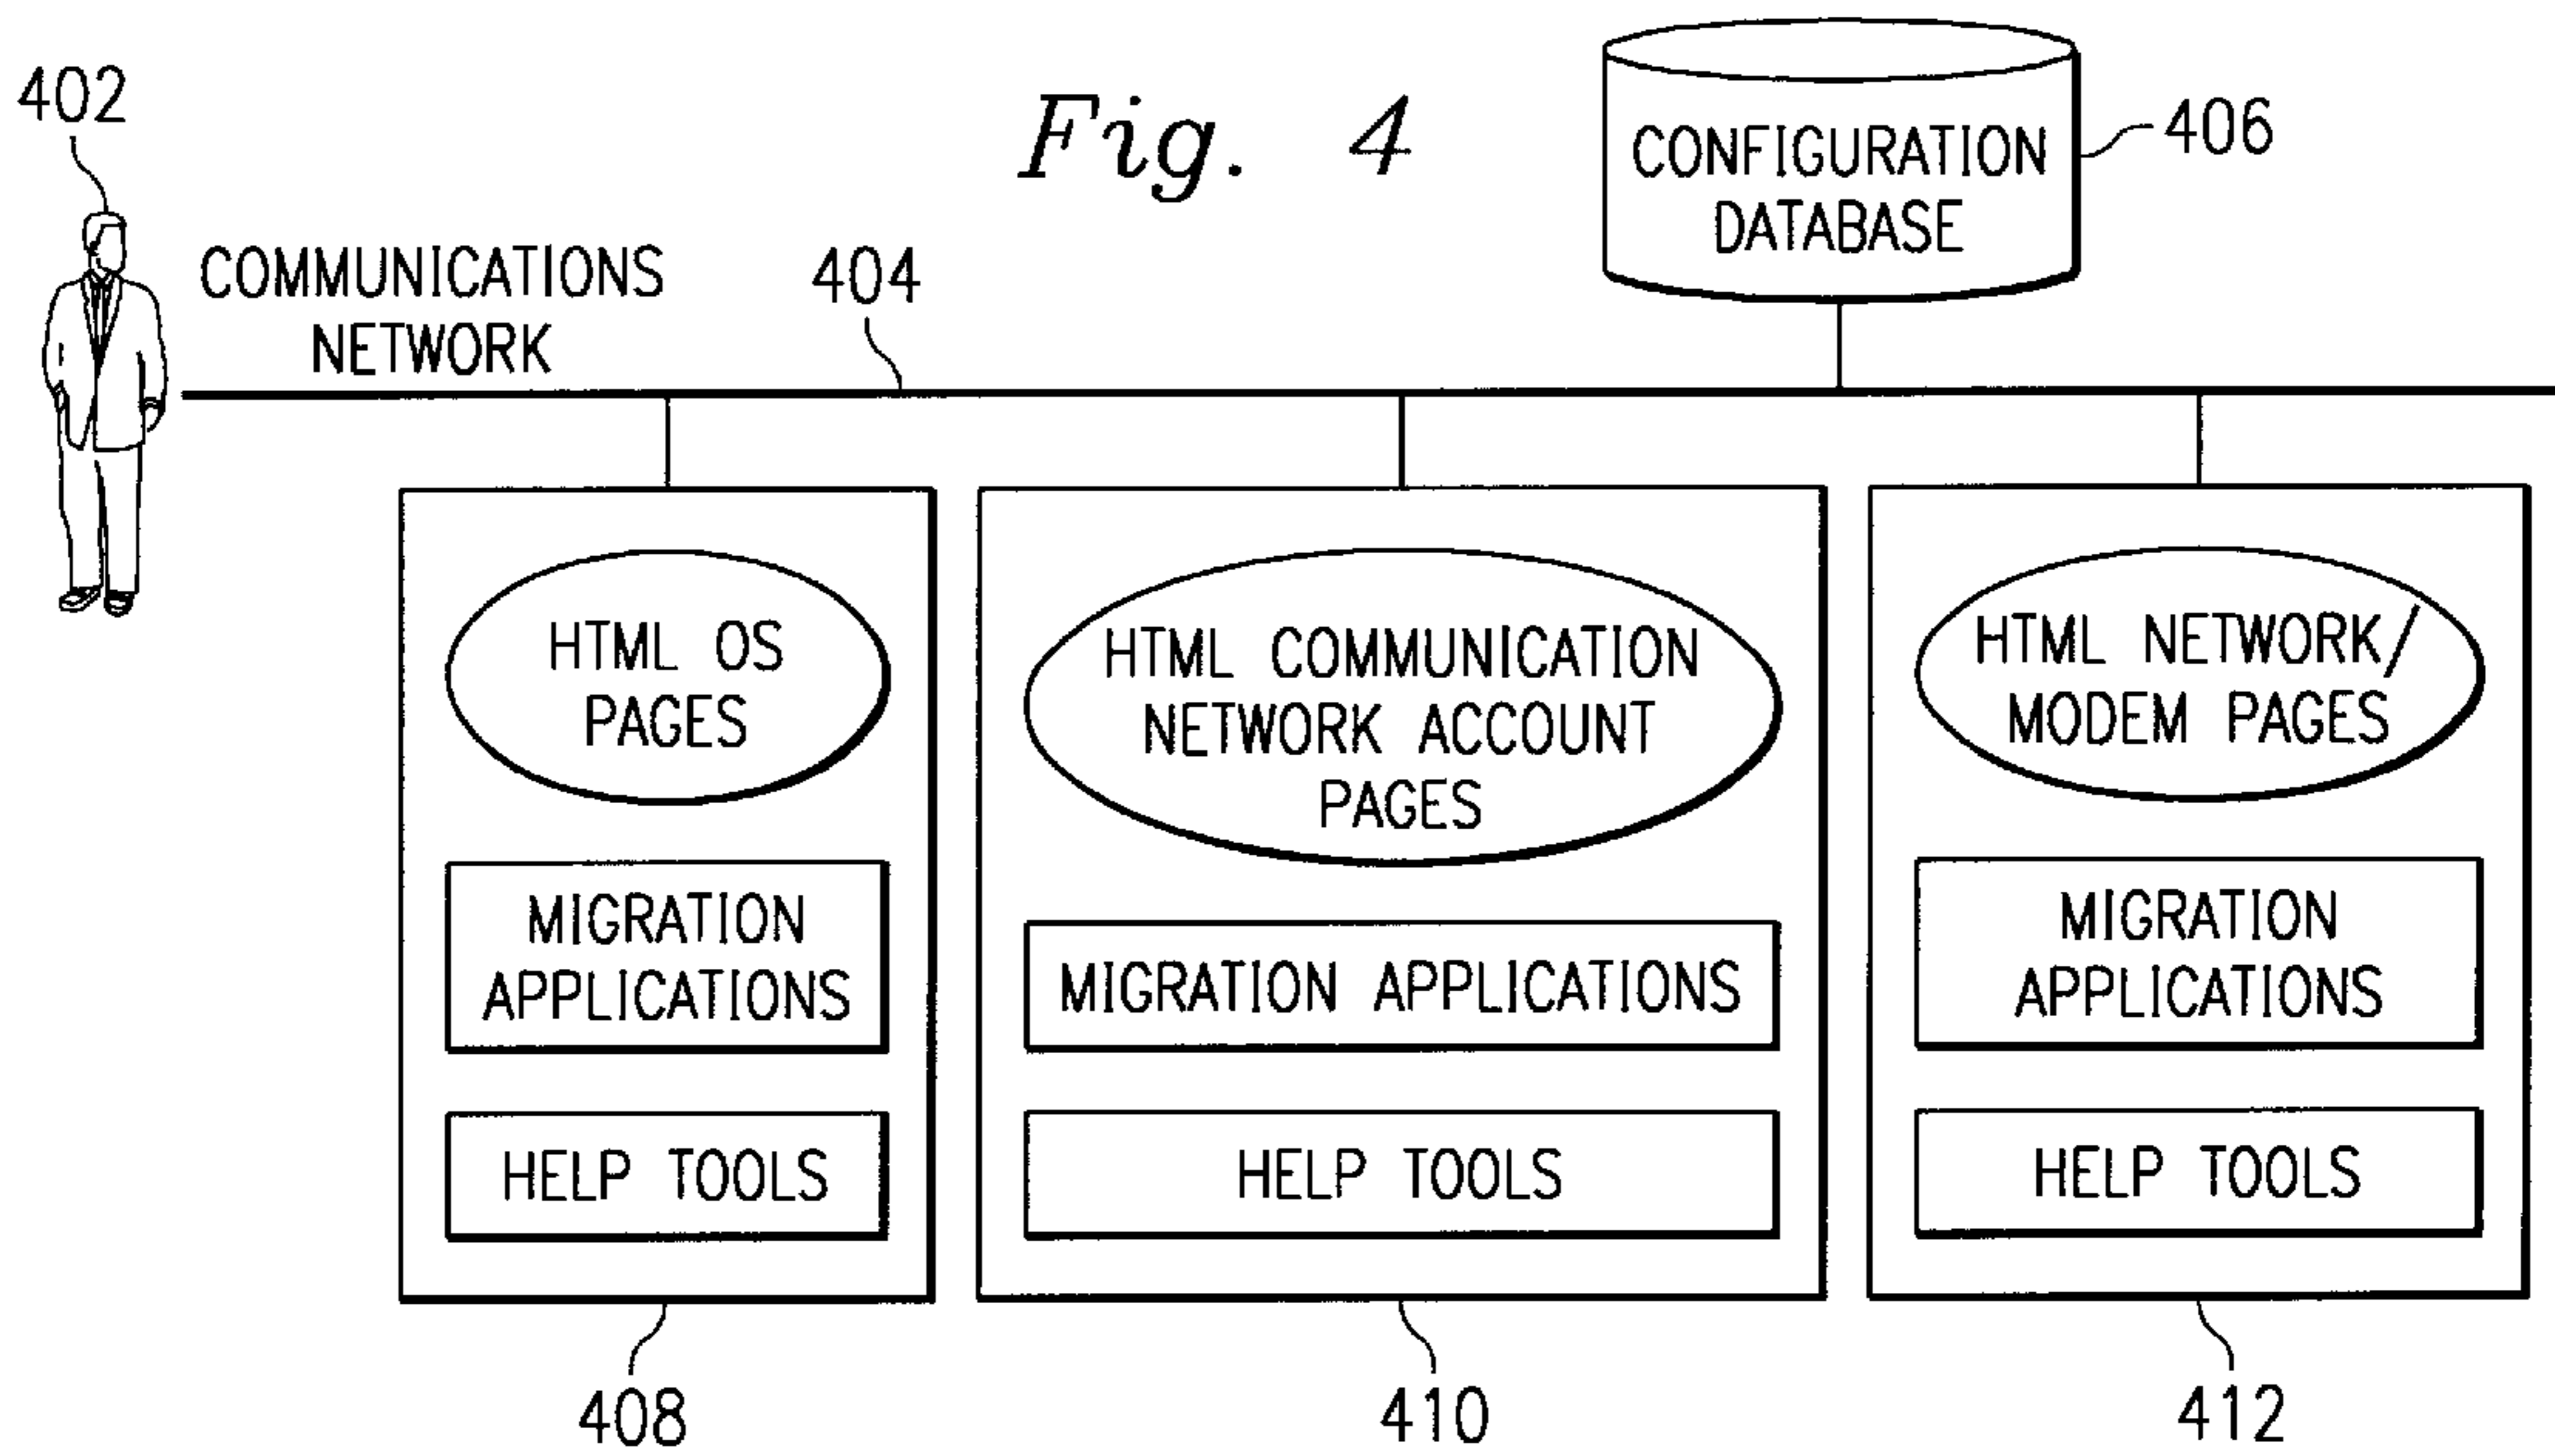 Fig. 4
402
COMMUNICATIONS
NETWORK
404
CONFIGURATION
DATABASE
406
HTML OS
PAGES
MIGRATION
APPLICATIONS
HELP TOOLS
408
HTML COMMUNICATION
NETWORK ACCOUNT
PAGES
MIGRATION APPLICATIONS
HELP TOOLS
410
HTML NETWORK/
MODEM PAGES
MIGRATION
APPLICATIONS
HELP TOOLS
412